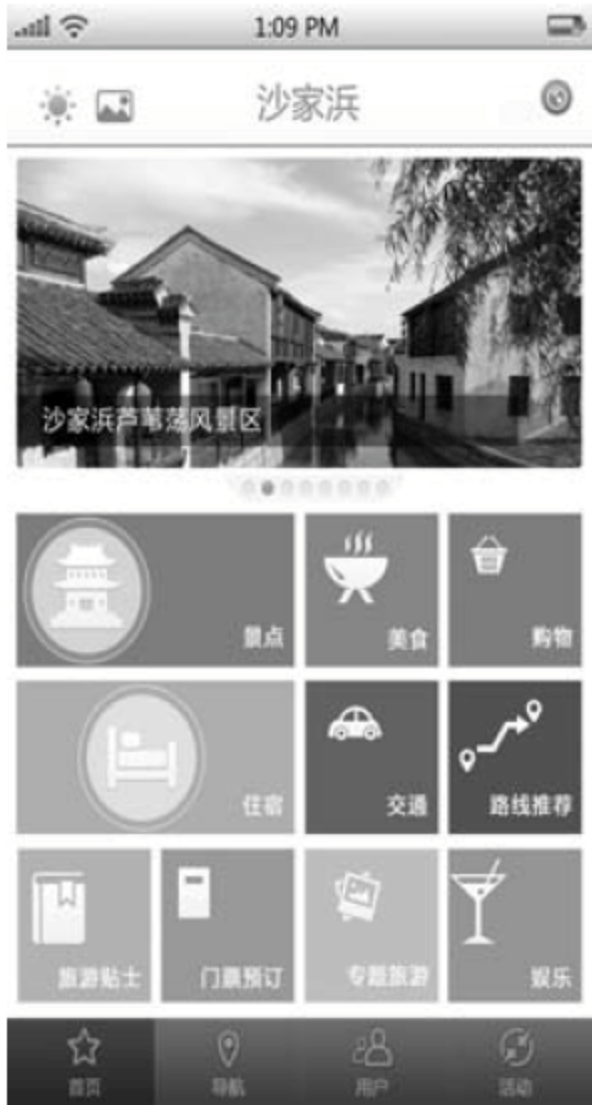 1:09 PM
沙家浜
沙家浜芦苇荡风景区
景点
美食
购物
住宿
交通
路线推荐
旅游贴士
门票预订
专题旅游
娱乐
首页
导航
用户
活动